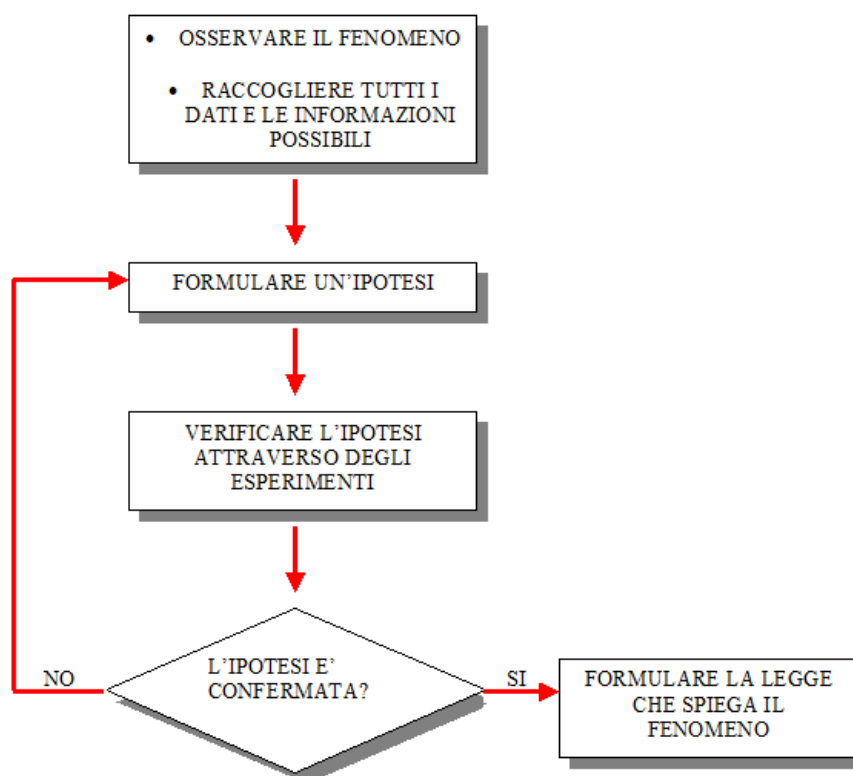 • OSSERVARE IL FENOMENO
• RACCOGLIERE TUTTI I
DATI E LE INFORMAZIONI
POSSIBILI
FORMULARE UN'IPOTESI
VERIFICARE L'IPOTESI
ATTRAVERSO DEGLI
ESPERIMENTI
L'IPOTESI E'
CONFERMATA?
NO
SI
FORMULARE LA LEGGE
CHE SPIEGA IL
FENOMENO